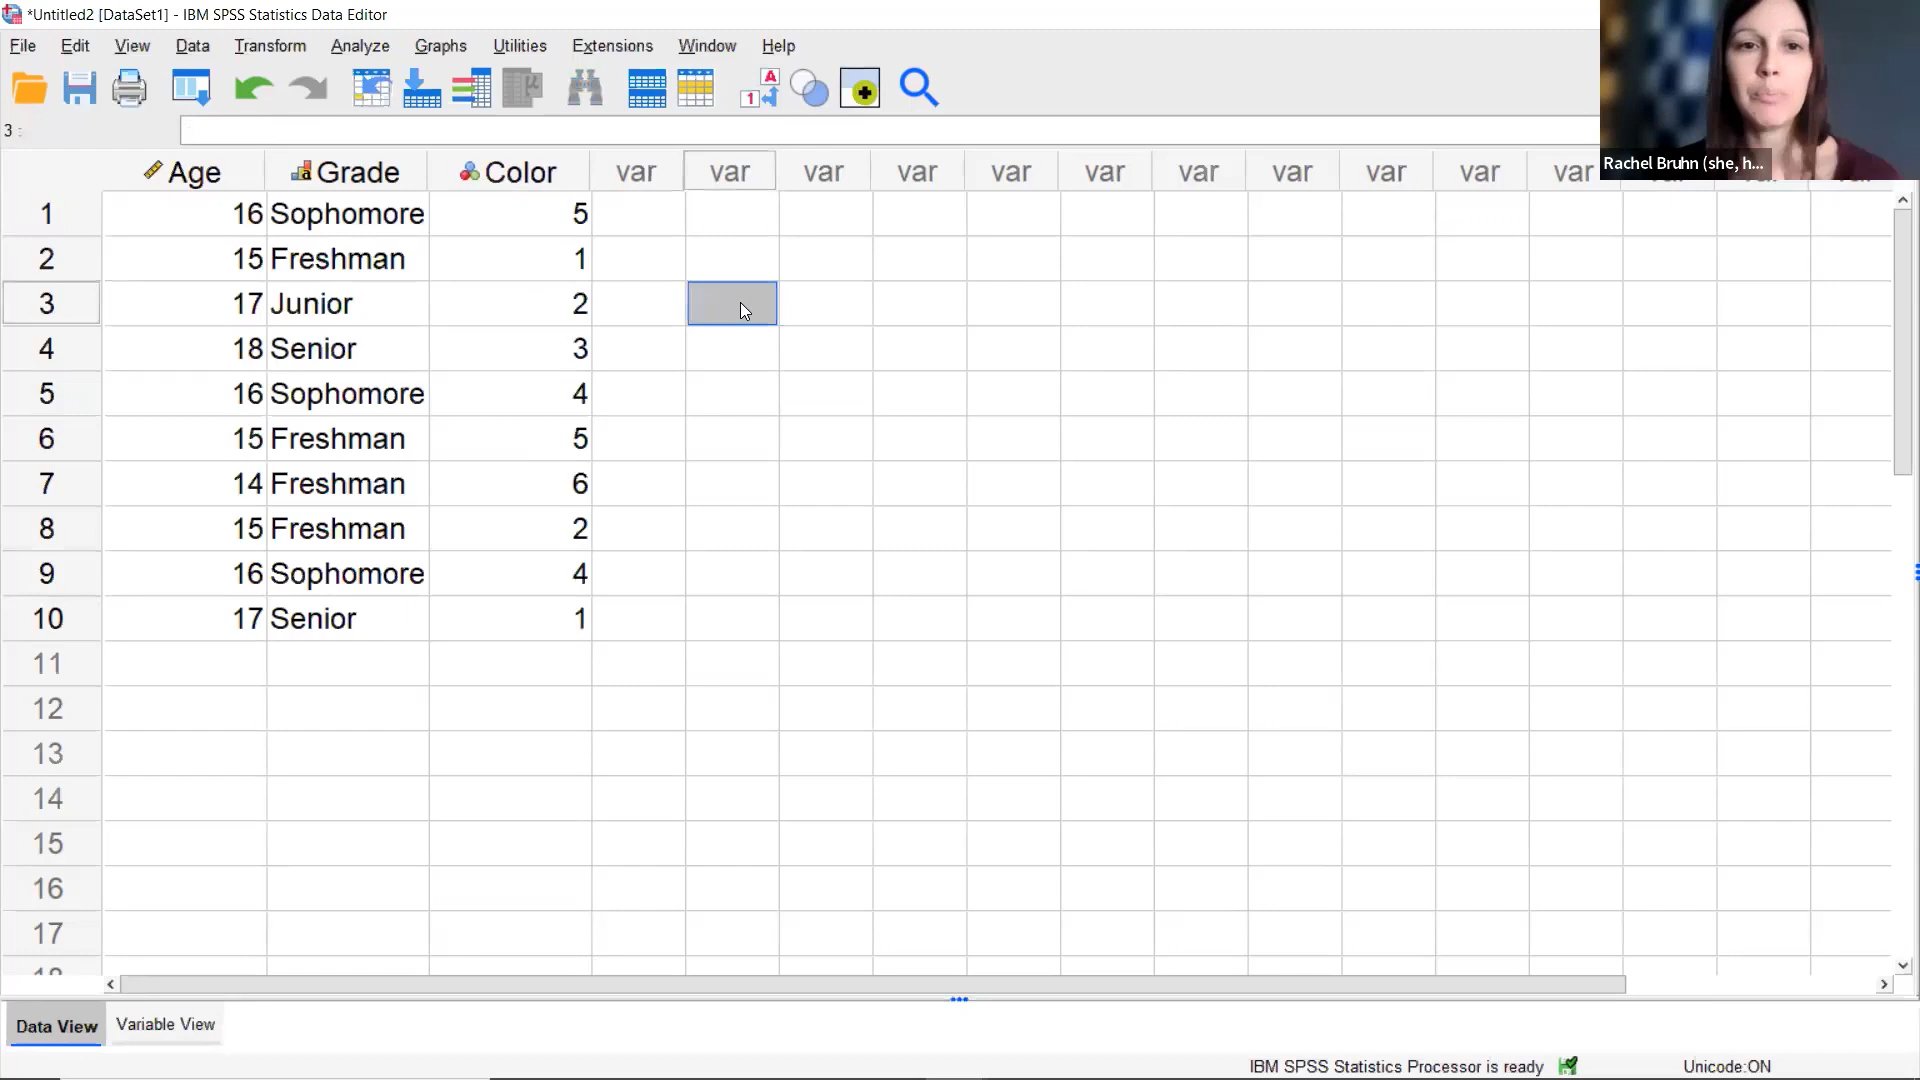 *Untitled2 [DataSet1] - IBM SPSS Statistics Data Editor
File Edit View Data Transform Analyze Graphs Utilities Extensions Window Help
3 :
Rachel Bruhn (she, h...
Age Grade Color var var var var var var var var var var var
1 16 Sophomore 5
2 15 Freshman 1
3 17 Junior 2
4 18 Senior 3
5 16 Sophomore 4
6 15 Freshman 5
7 14 Freshman 6
8 15 Freshman 2
9 16 Sophomore 4
10 17 Senior 1
11
12
13
14
15
16
17
Data View Variable View
IBM SPSS Statistics Processor is ready Unicode:ON